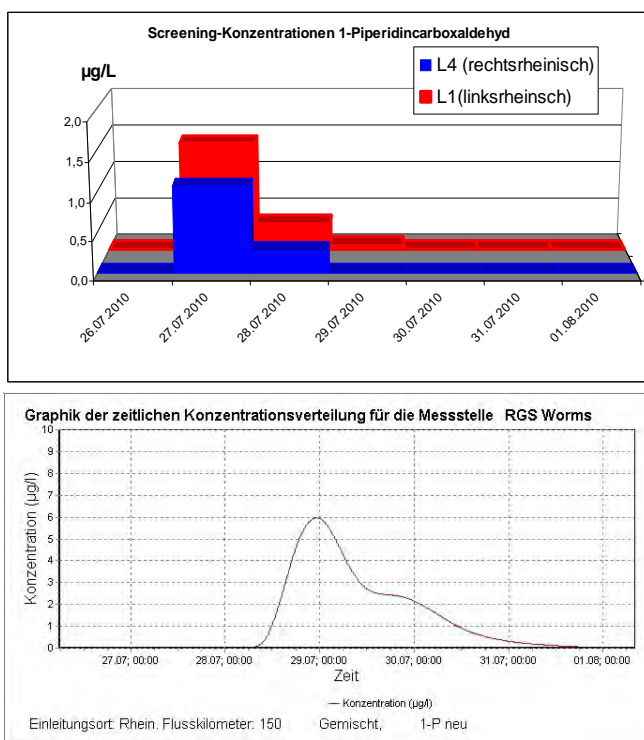 Screening-Konzentrationen 1-Piperidincarboxaldehyd
µg/L
L4 (rechtsrheinisch)
L1(linksrheinsch)
2,0
1,5
1,0
0,5
0,0
26.07.2010
27.07.2010
28.07.2010
29.07.2010
30.07.2010
31.07.2010
01.08.2010
Graphik der zeitlichen Konzentrationsverteilung für die Messstelle RGS Worms
Konzentration (µg/l)
10
9
8
7
6
5
4
3
2
1
0
27.07; 00:00 28.07; 00:00 29.07; 00:00 30.07; 00:00 31.07; 00:00 01.08; 00:00
Zeit
Konzentration (µg/l)
Einleitungsort: Rhein. Flusskilometer: 150 Gemischt, 1-P neu